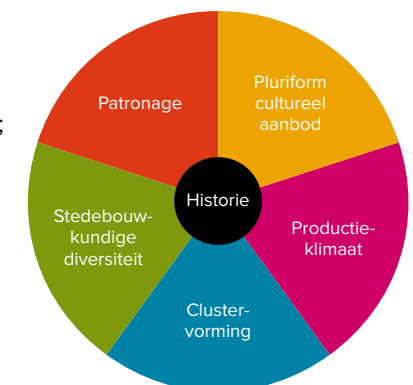 Patronage
Pluriform
cultureel
aanbod
;
Historie
Stedebouw-
kundige
diversiteit
Productie-
klimaat
Cluster-
vorming